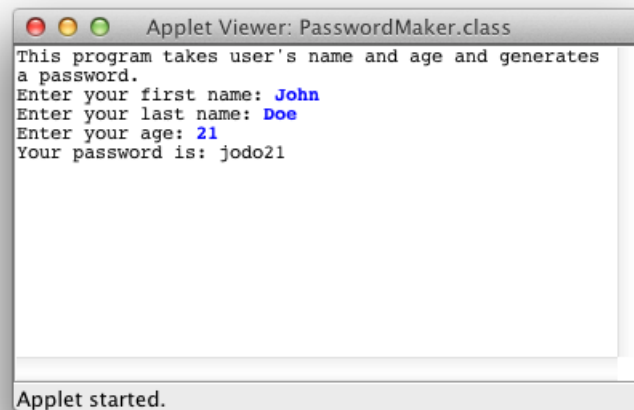 Applet Viewer: PasswordMaker.class
This program takes user's name and age and generates
a password.
Enter your first name: John
Enter your last name: Doe
Enter your age: 21
Your password is: jodo21
Applet started.